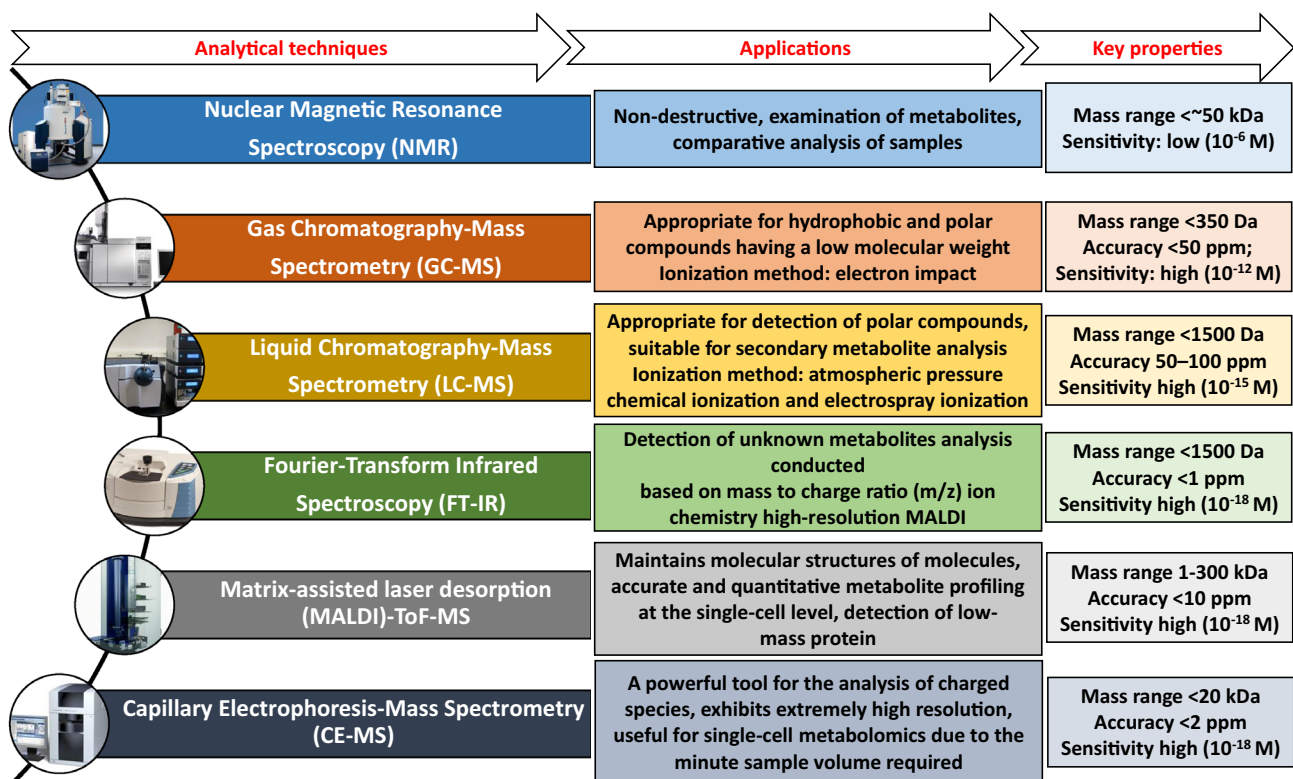 Analytical techniques
Applications
Key properties
Nuclear Magnetic Resonance
Spectroscopy (NMR)
Non-destructive, examination of metabolites,
comparative analysis of samples
Mass range <~50 kDa
Sensitivity: low (10⁻⁶ M)
Gas Chromatography-Mass
Spectrometry (GC-MS)
Appropriate for hydrophobic and polar
compounds having a low molecular weight
Ionization method: electron impact
Mass range <350 Da
Accuracy <50 ppm;
Sensitivity: high (10⁻¹² M)
Liquid Chromatography-Mass
Spectrometry (LC-MS)
Appropriate for detection of polar compounds,
suitable for secondary metabolite analysis
Ionization method: atmospheric pressure
chemical ionization and electrospray ionization
Mass range <1500 Da
Accuracy 50–100 ppm
Sensitivity high (10⁻¹⁵ M)
Fourier-Transform Infrared
Spectroscopy (FT-IR)
Detection of unknown metabolites analysis
conducted
based on mass to charge ratio (m/z) ion
chemistry high-resolution MALDI
Mass range <1500 Da
Accuracy <1 ppm
Sensitivity high (10⁻¹⁸ M)
Matrix-assisted laser desorption
(MALDI)-ToF-MS
Maintains molecular structures of molecules,
accurate and quantitative metabolite profiling
at the single-cell level, detection of low-
mass protein
Mass range 1-300 kDa
Accuracy <10 ppm
Sensitivity high (10⁻¹⁸ M)
Capillary Electrophoresis-Mass Spectrometry
(CE-MS)
A powerful tool for the analysis of charged
species, exhibits extremely high resolution,
useful for single-cell metabolomics due to the
minute sample volume required
Mass range <20 kDa
Accuracy <2 ppm
Sensitivity high (10⁻¹⁸ M)